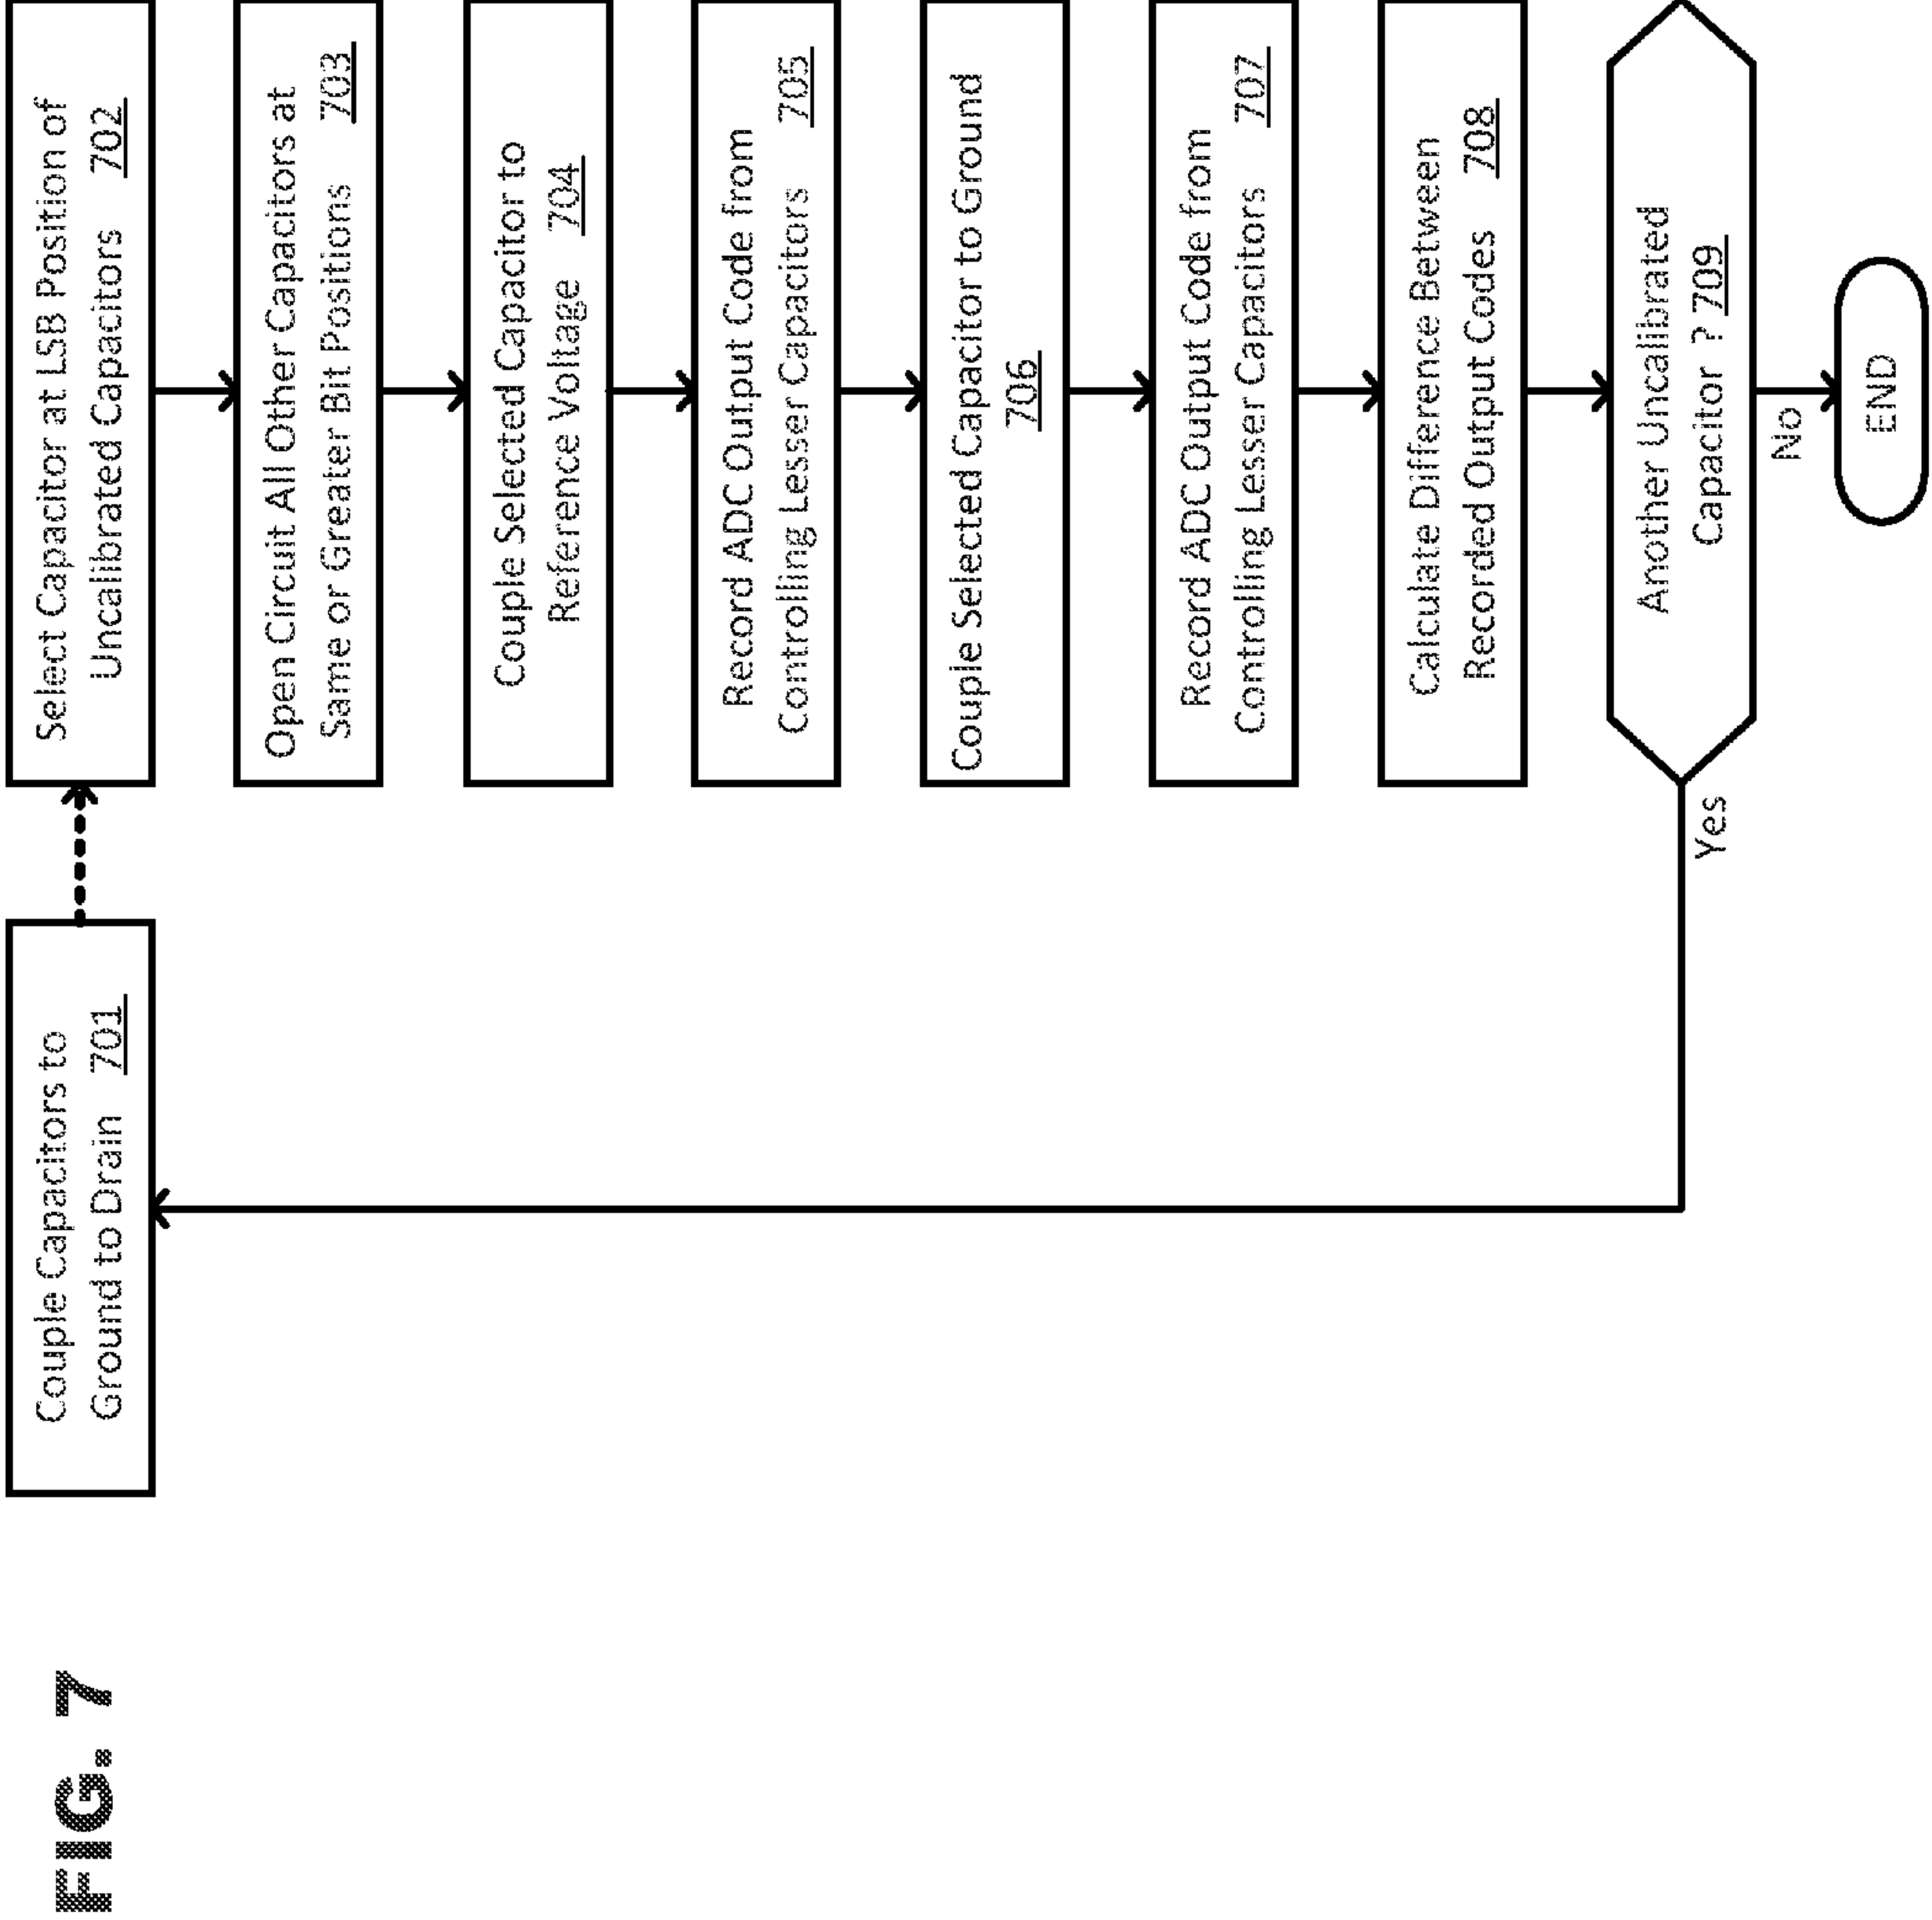 FIG. 7
Couple Capacitors to
Ground to Drain 701
Select Capacitor at LSB Position of
Uncalibrated Capacitors 702
Open Circuit All Other Capacitors at
Same or Greater Bit Positions 703
Couple Selected Capacitor to
Reference Voltage 704
Record ADC Output Code from
Controlling Lesser Capacitors 705
Couple Selected Capacitor to Ground
706
Record ADC Output Code from
Controlling Lesser Capacitors 707
Calculate Difference Between
Recorded Output Codes 708
Another Uncalibrated
Capacitor ? 709
Yes
No
END